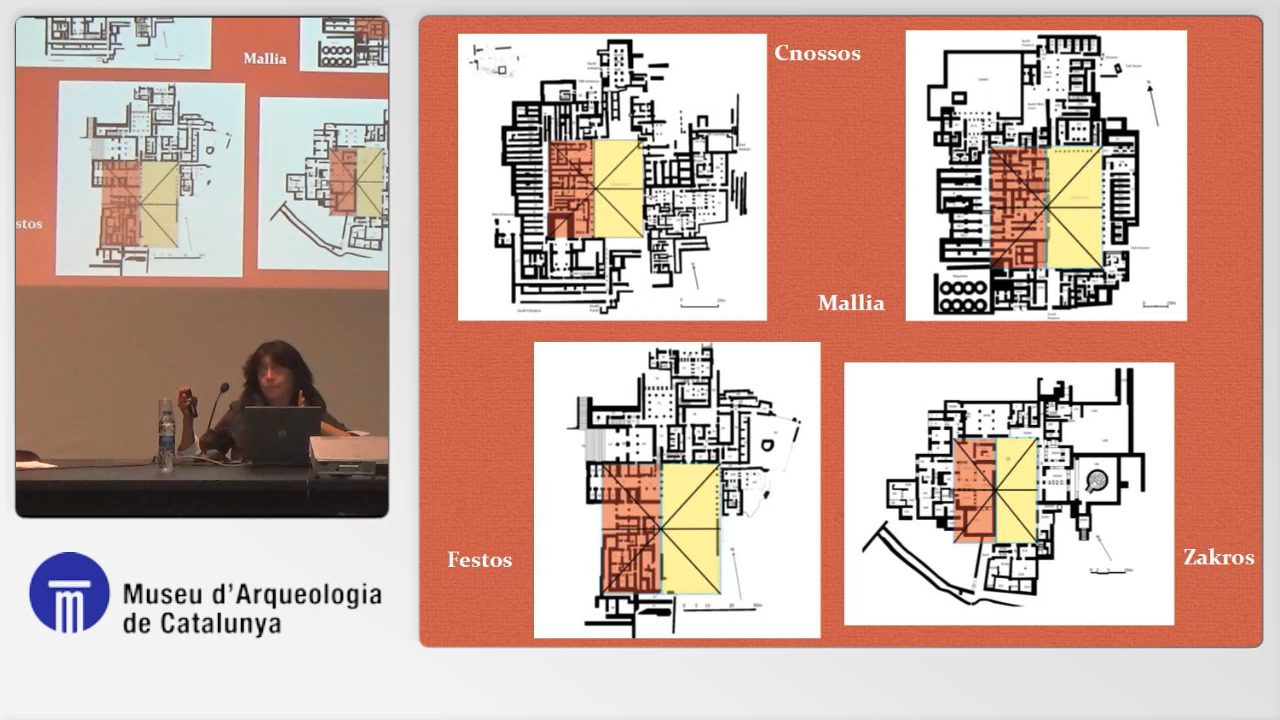 Mallia
stos
Museu d'Arqueologia
de Catalunya
Cnossos
Mallia
Festos
Zakros